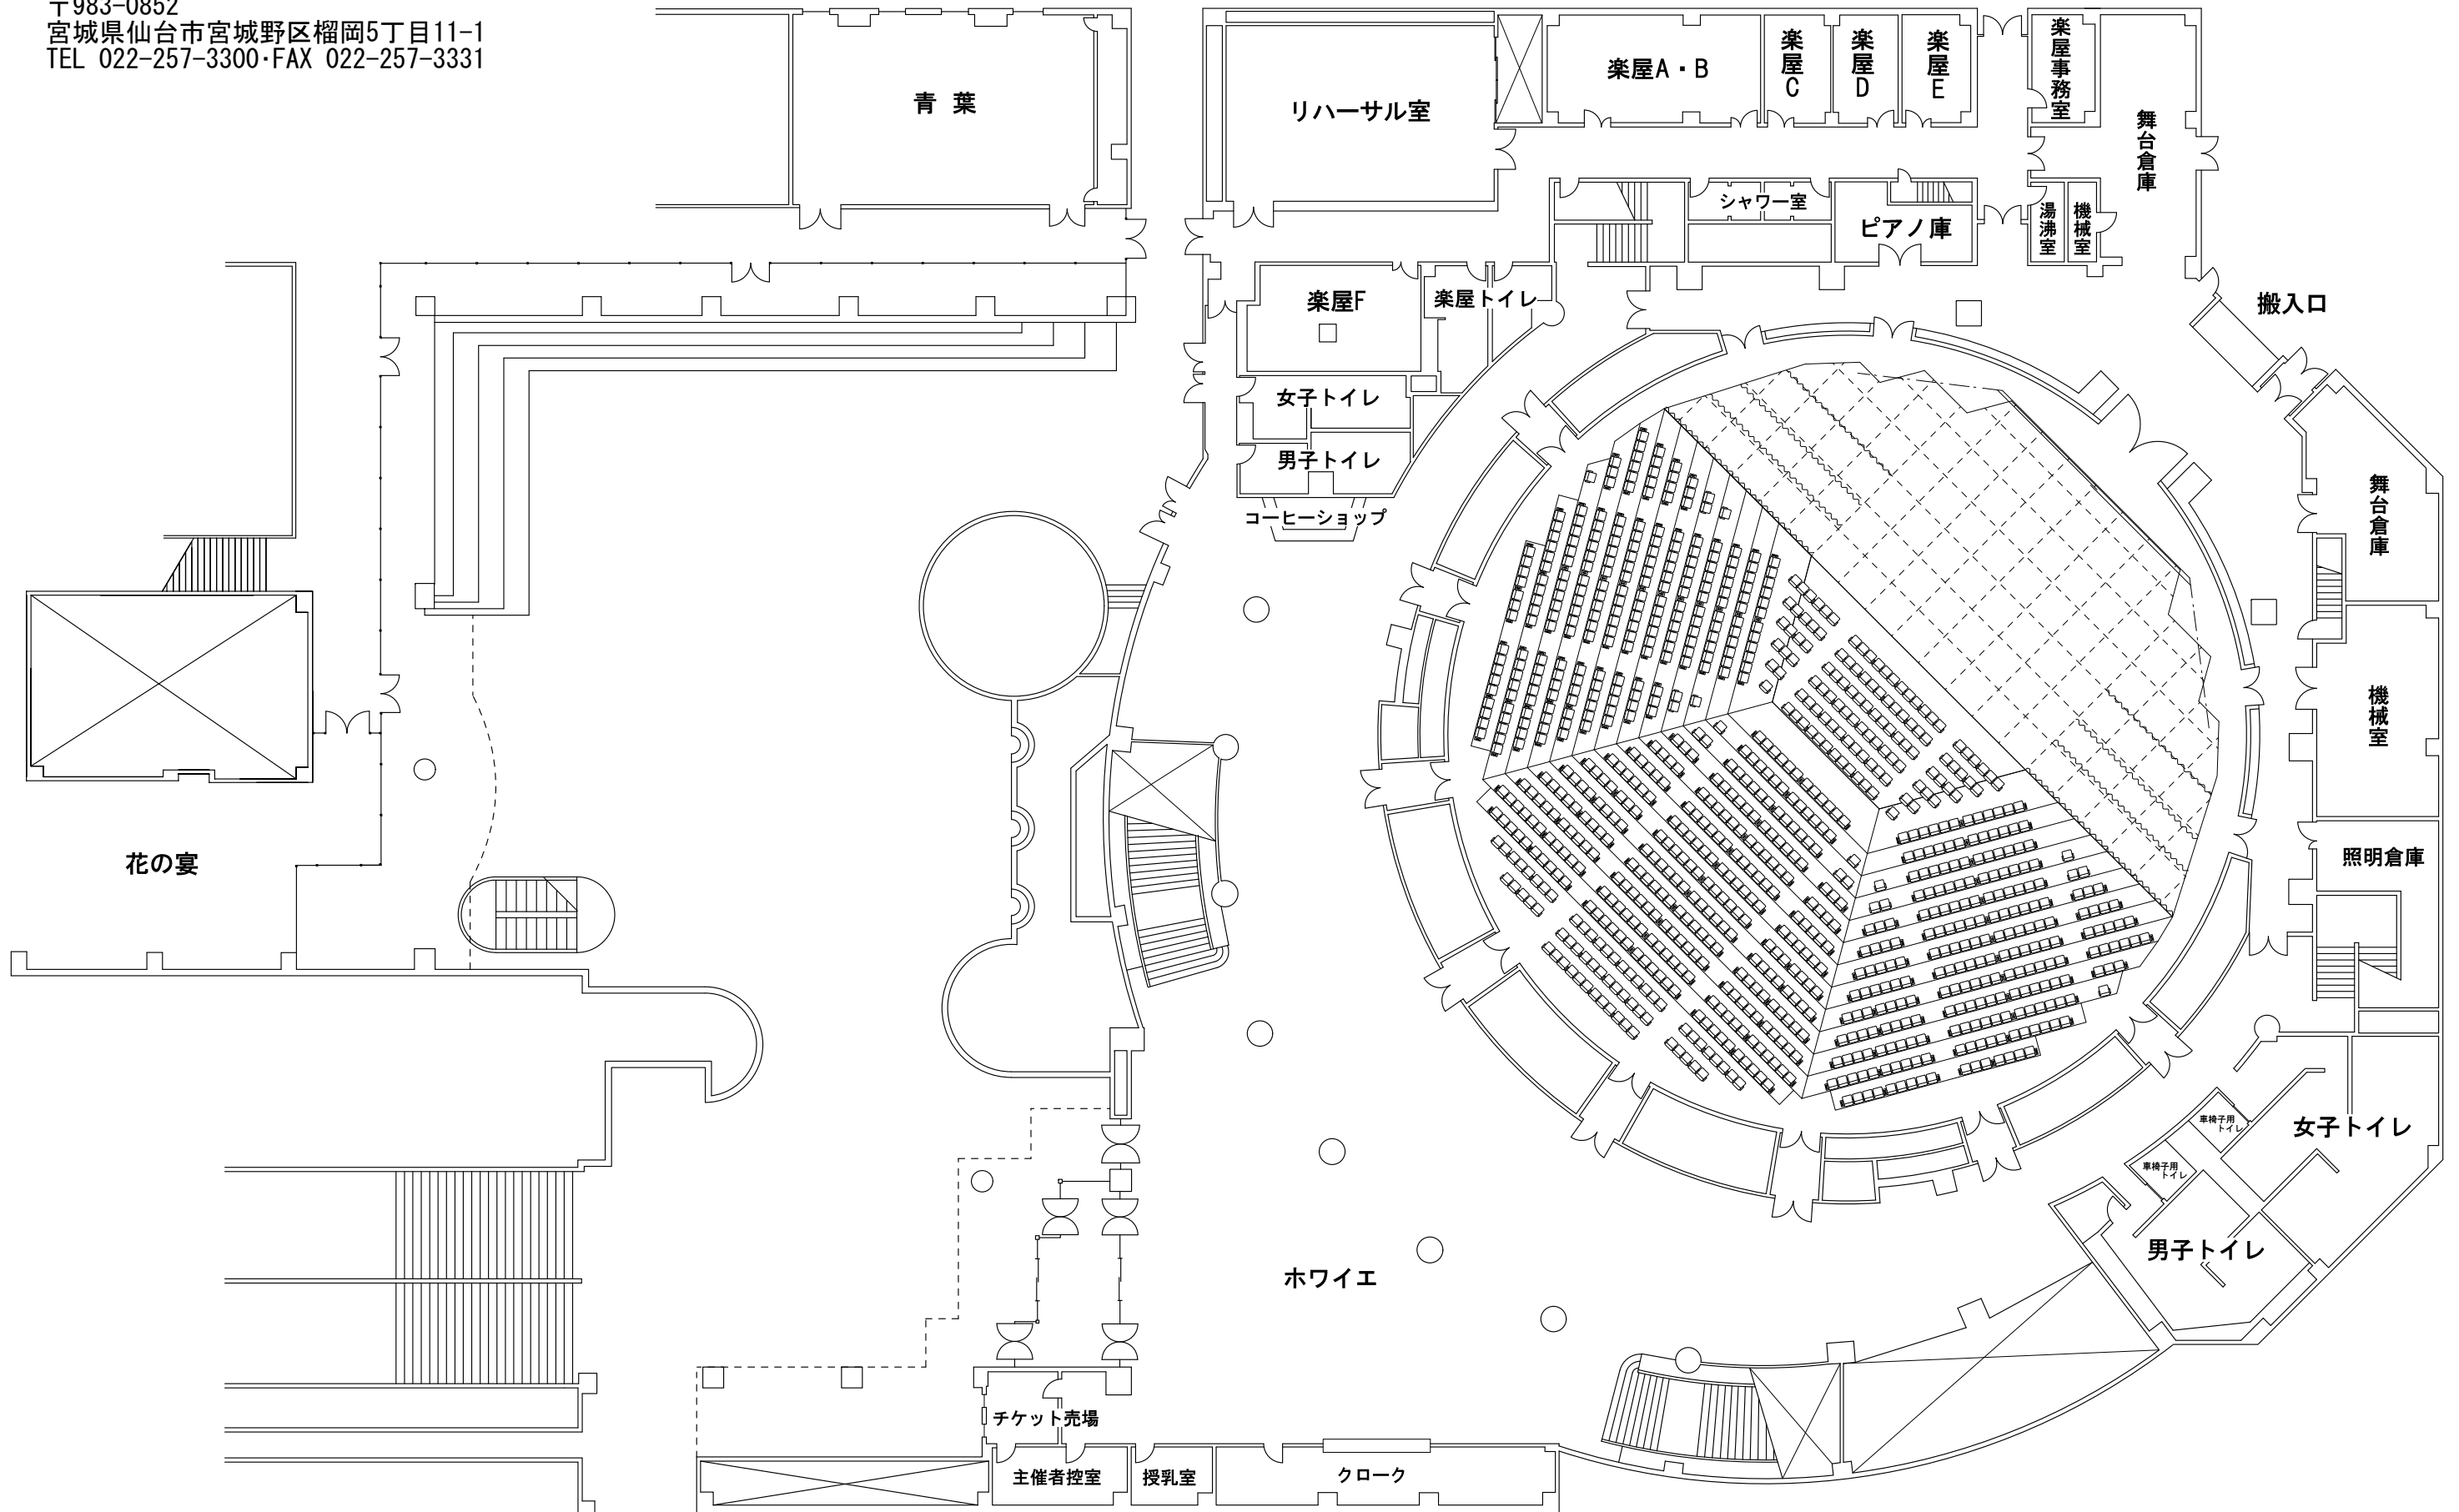 〒983-0852
宮城県仙台市宮城野区榴岡5丁目11-1
TEL 022-257-3300・FAX 022-257-3331
青 葉
リハーサル室
楽屋A・B
楽屋C
楽屋D
楽屋E
楽屋事務室
舞台倉庫
シャワー室
ピアノ庫
湯沸室
機械室
楽屋F
楽屋トイレ
搬入口
女子トイレ
男子トイレ
コーヒーショップ
舞台倉庫
機械室
照明倉庫
花の宴
車椅子用
トイレ
女子トイレ
車椅子用
トイレ
男子トイレ
ホワイエ
チケット売場
主催者控室
授乳室
クローク